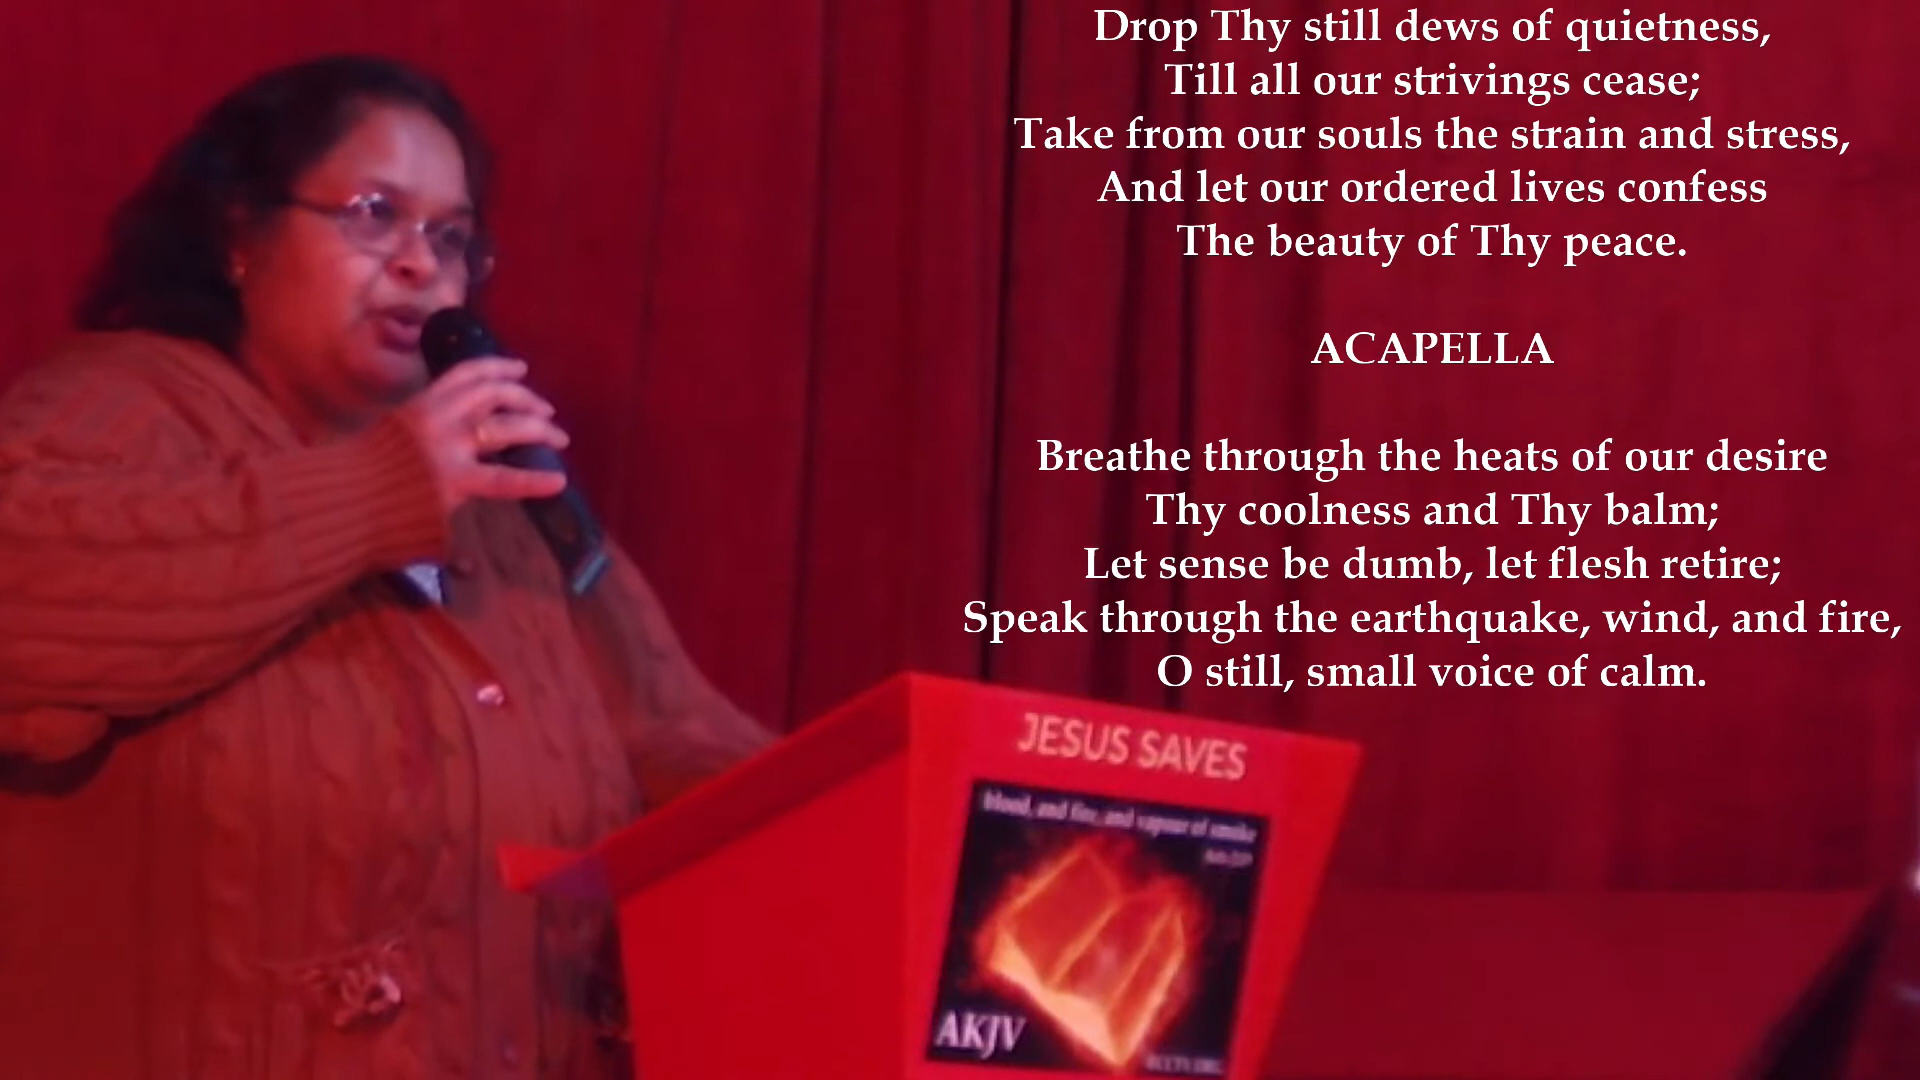 Drop Thy still dews of quietness,
Till all our strivings cease;
Take from our souls the strain and stress,
And let our ordered lives confess
The beauty of Thy peace.
ACAPELLA
Breathe through the heats of our desire
Thy coolness and Thy balm;
Let sense be dumb, let flesh retire;
Speak through the earthquake, wind, and fire,
O still, small voice of calm.
JESUS SAVES
blood, and fire, and vapour of smoke
AKJV